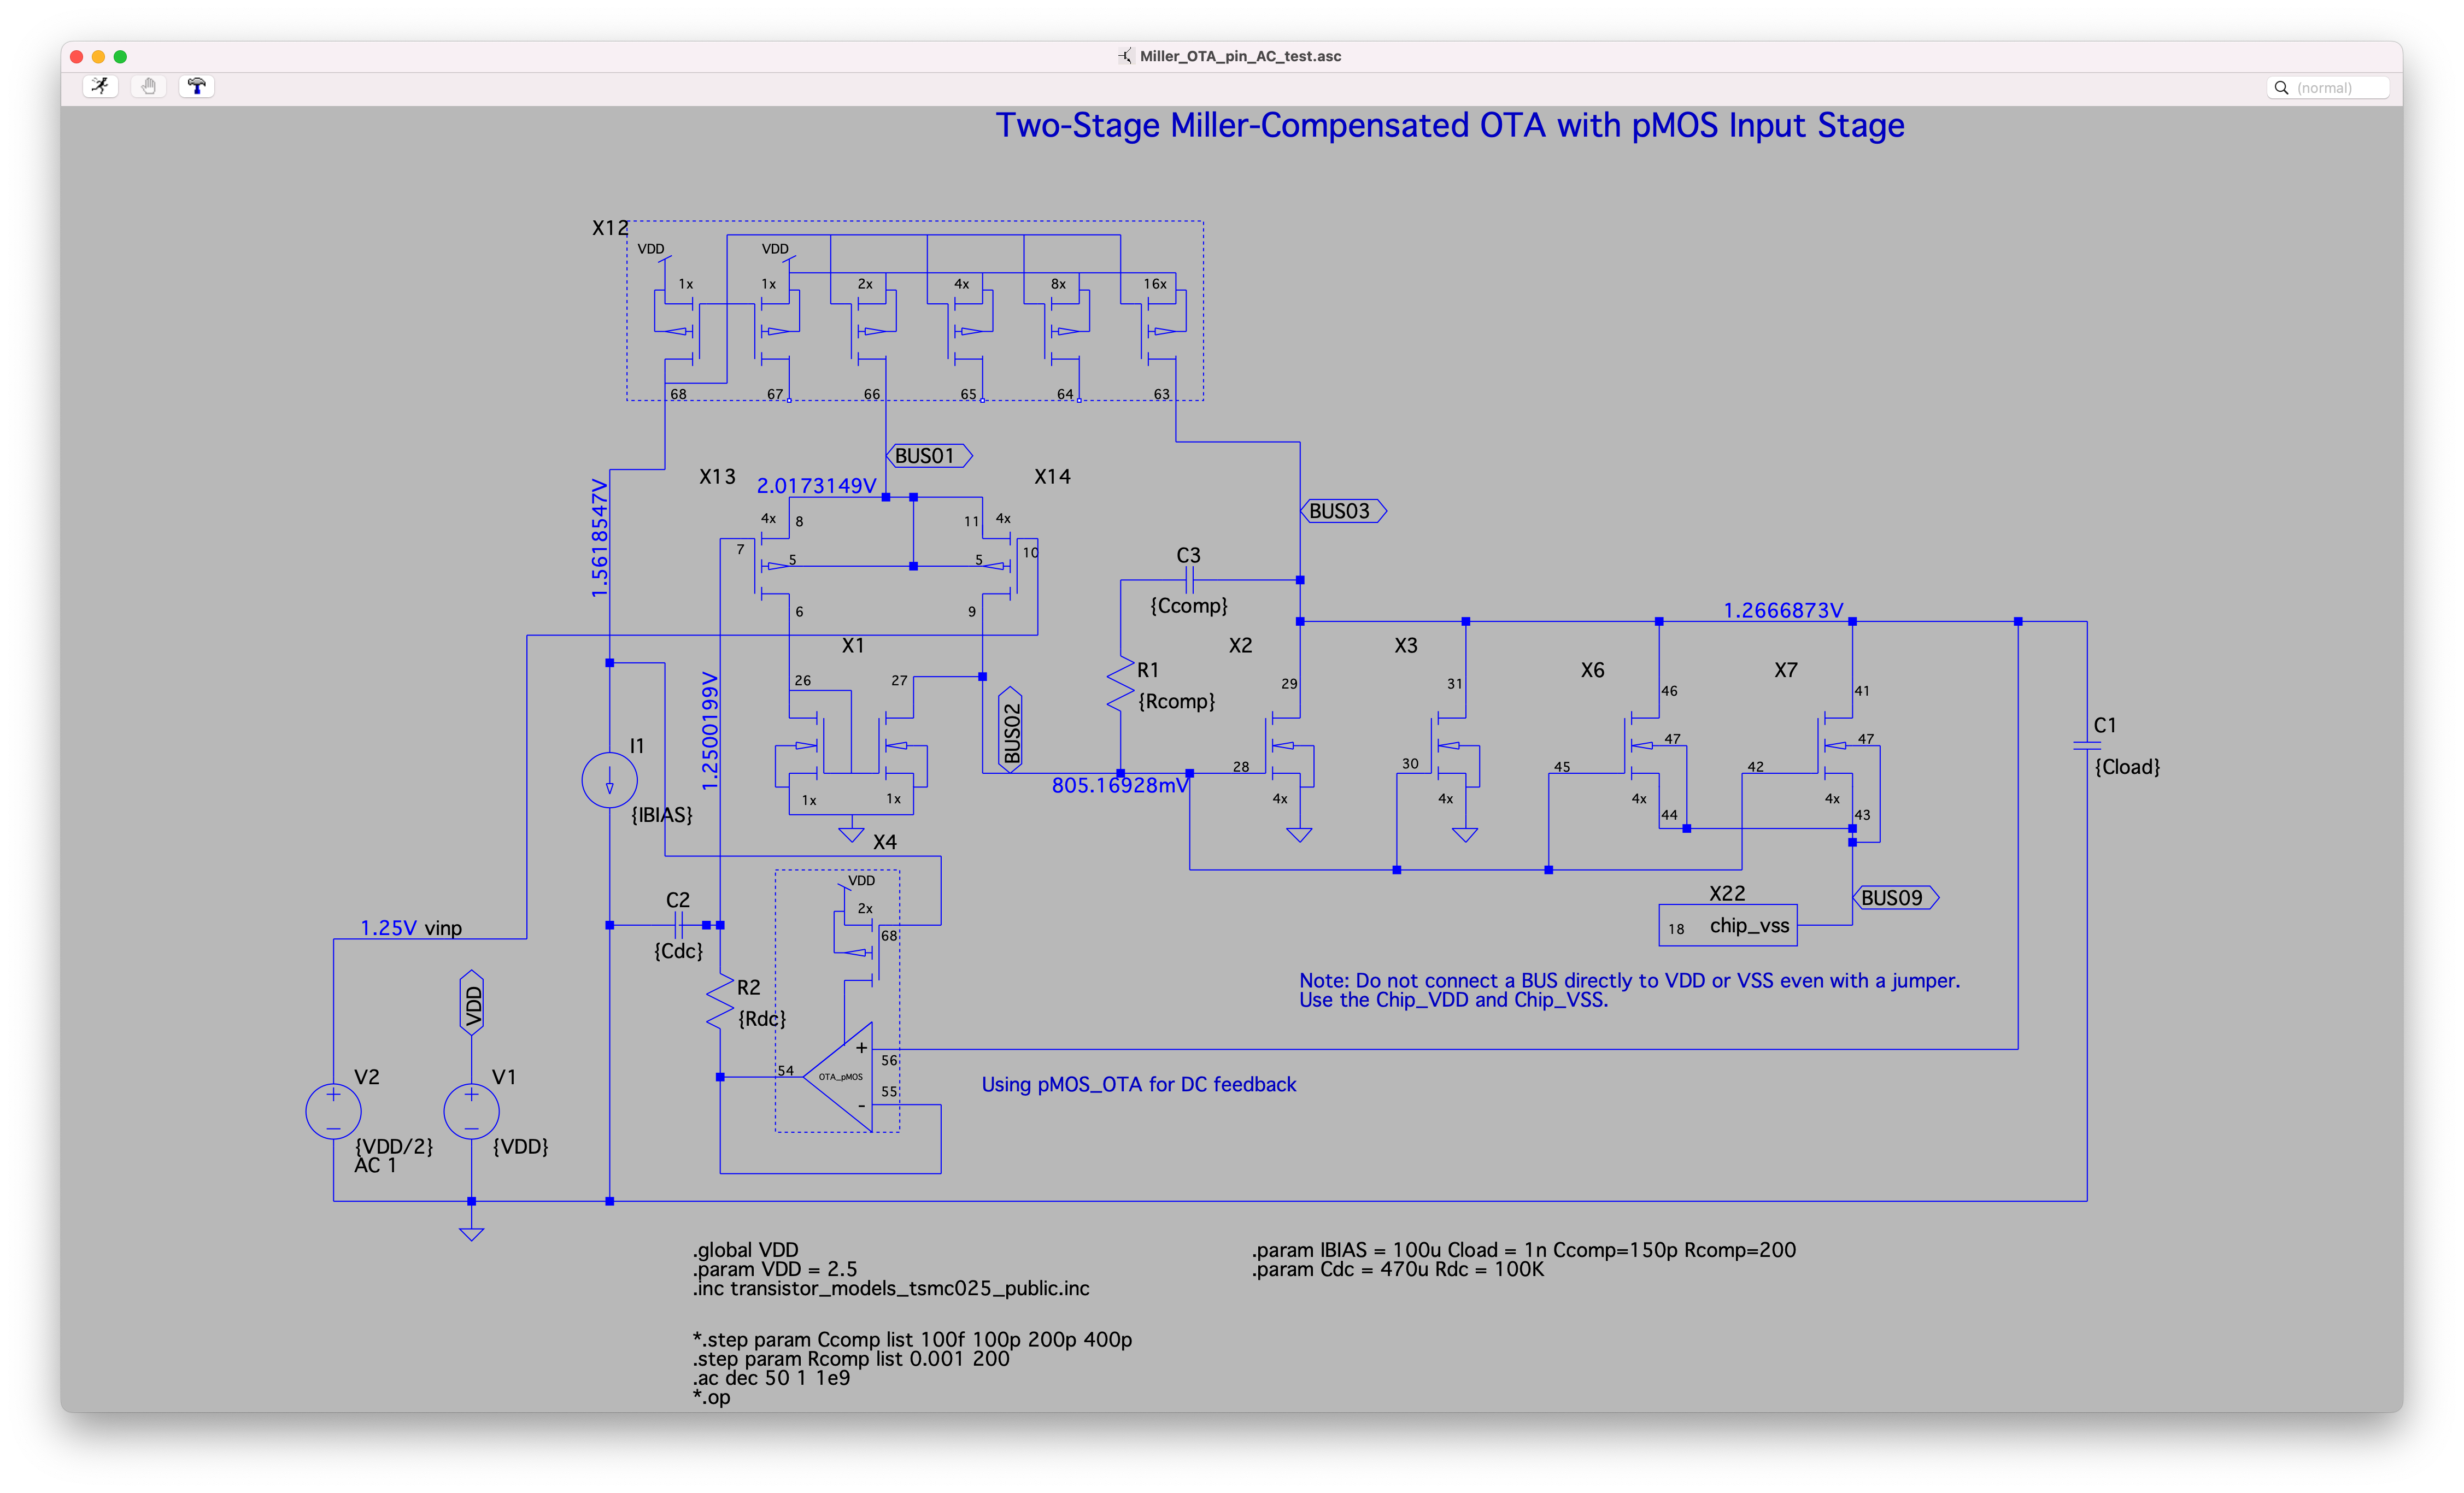 Miller_OTA_pin_AC_test.asc
(normal)
Two-Stage Miller-Compensated OTA with pMOS Input Stage
X12
VDD
VDD
1x
1x
2x
4x
8x
16x
68
67
66
65
64
63
BUS01
X13
2.0173149V
X14
1.5618547V
4x
8
11
4x
BUS03
7
5
5
10
C3
{Ccomp}
6
9
1.2666873V
X1
X2
X3
X6
X7
26
27
R1
{Rcomp}
29
31
46
41
1.2500199V
BUS02
C1
{Cload}
I1
{IBIAS}
47
47
28
30
45
42
805.16928mV
1x
1x
4x
4x
4x
4x
44
43
X4
VDD
2x
68
C2
{Cdc}
X22
18
chip_vss
BUS09
1.25V vinp
Note: Do not connect a BUS directly to VDD or VSS even with a jumper.
Use the Chip_VDD and Chip_VSS.
VDD
R2
{Rdc}
+
56
54
OTA_pMOS
55
-
Using pMOS_OTA for DC feedback
V2
{VDD/2}
AC 1
V1
{VDD}
.global VDD
.param VDD = 2.5
.inc transistor_models_tsmc025_public.inc
.param IBIAS = 100u Cload = 1n Ccomp=150p Rcomp=200
.param Cdc = 470u Rdc = 100K
*.step param Ccomp list 100f 100p 200p 400p
.step param Rcomp list 0.001 200
.ac dec 50 1 1e9
*.op